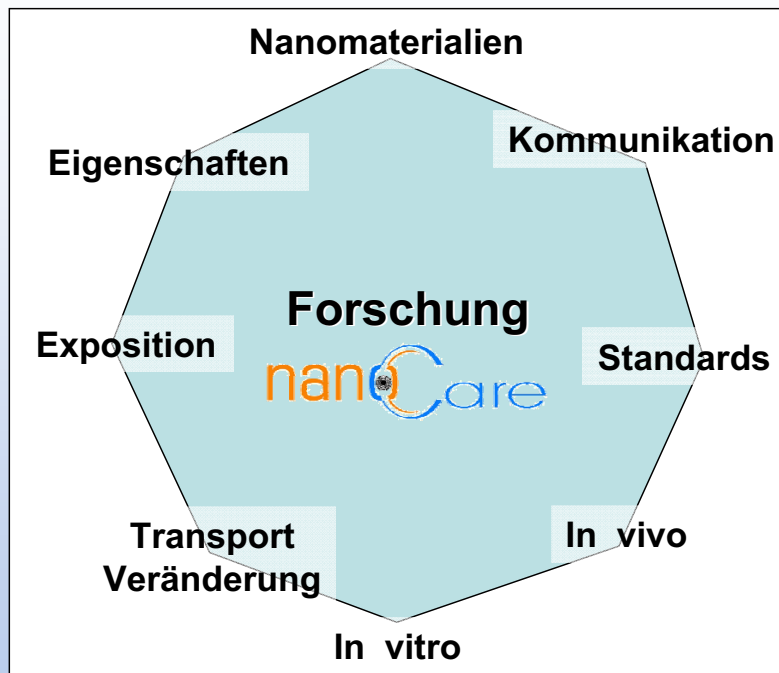 Nanomaterialien
Kommunikation
Eigenschaften
Forschung
Exposition
nanoCare
Standards
Transport
Veränderung
In vivo
In vitro